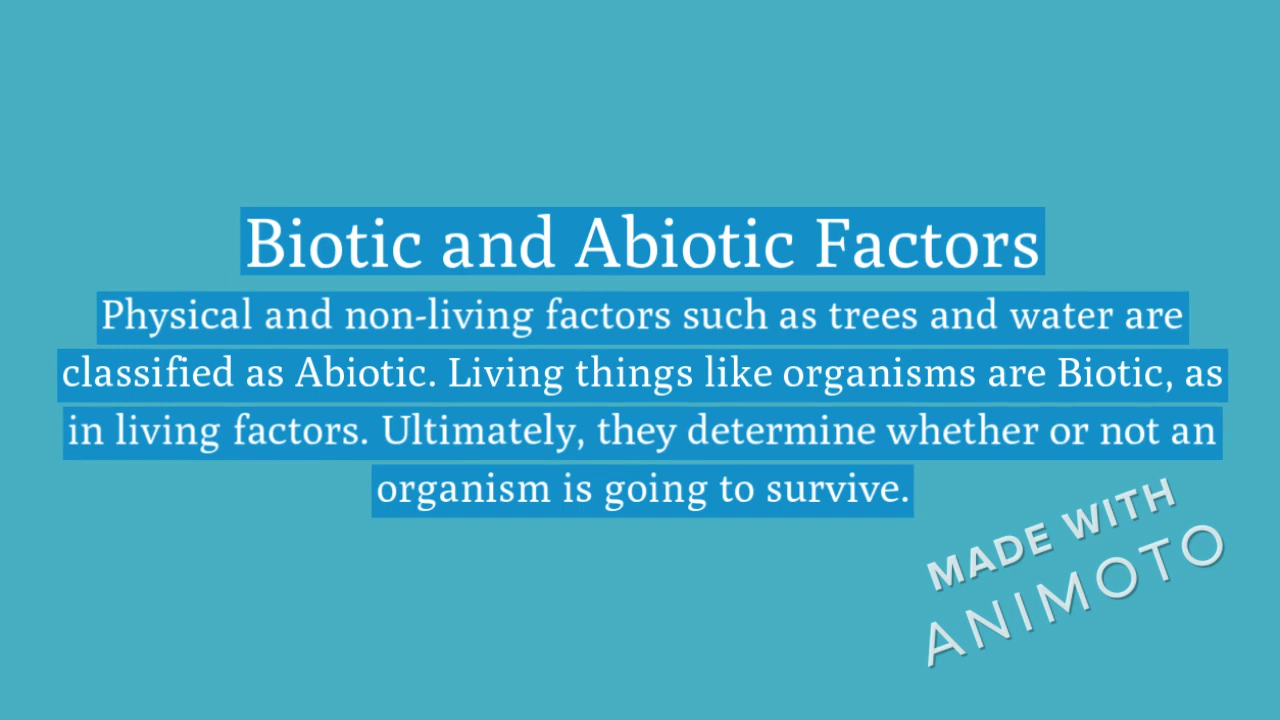 Biotic and Abiotic Factors
Physical and non-living factors such as trees and water are
classified as Abiotic. Living things like organisms are Biotic, as
in living factors. Ultimately, they determine whether or not an
organism is going to survive.
MADE WITH
ANIMOTO